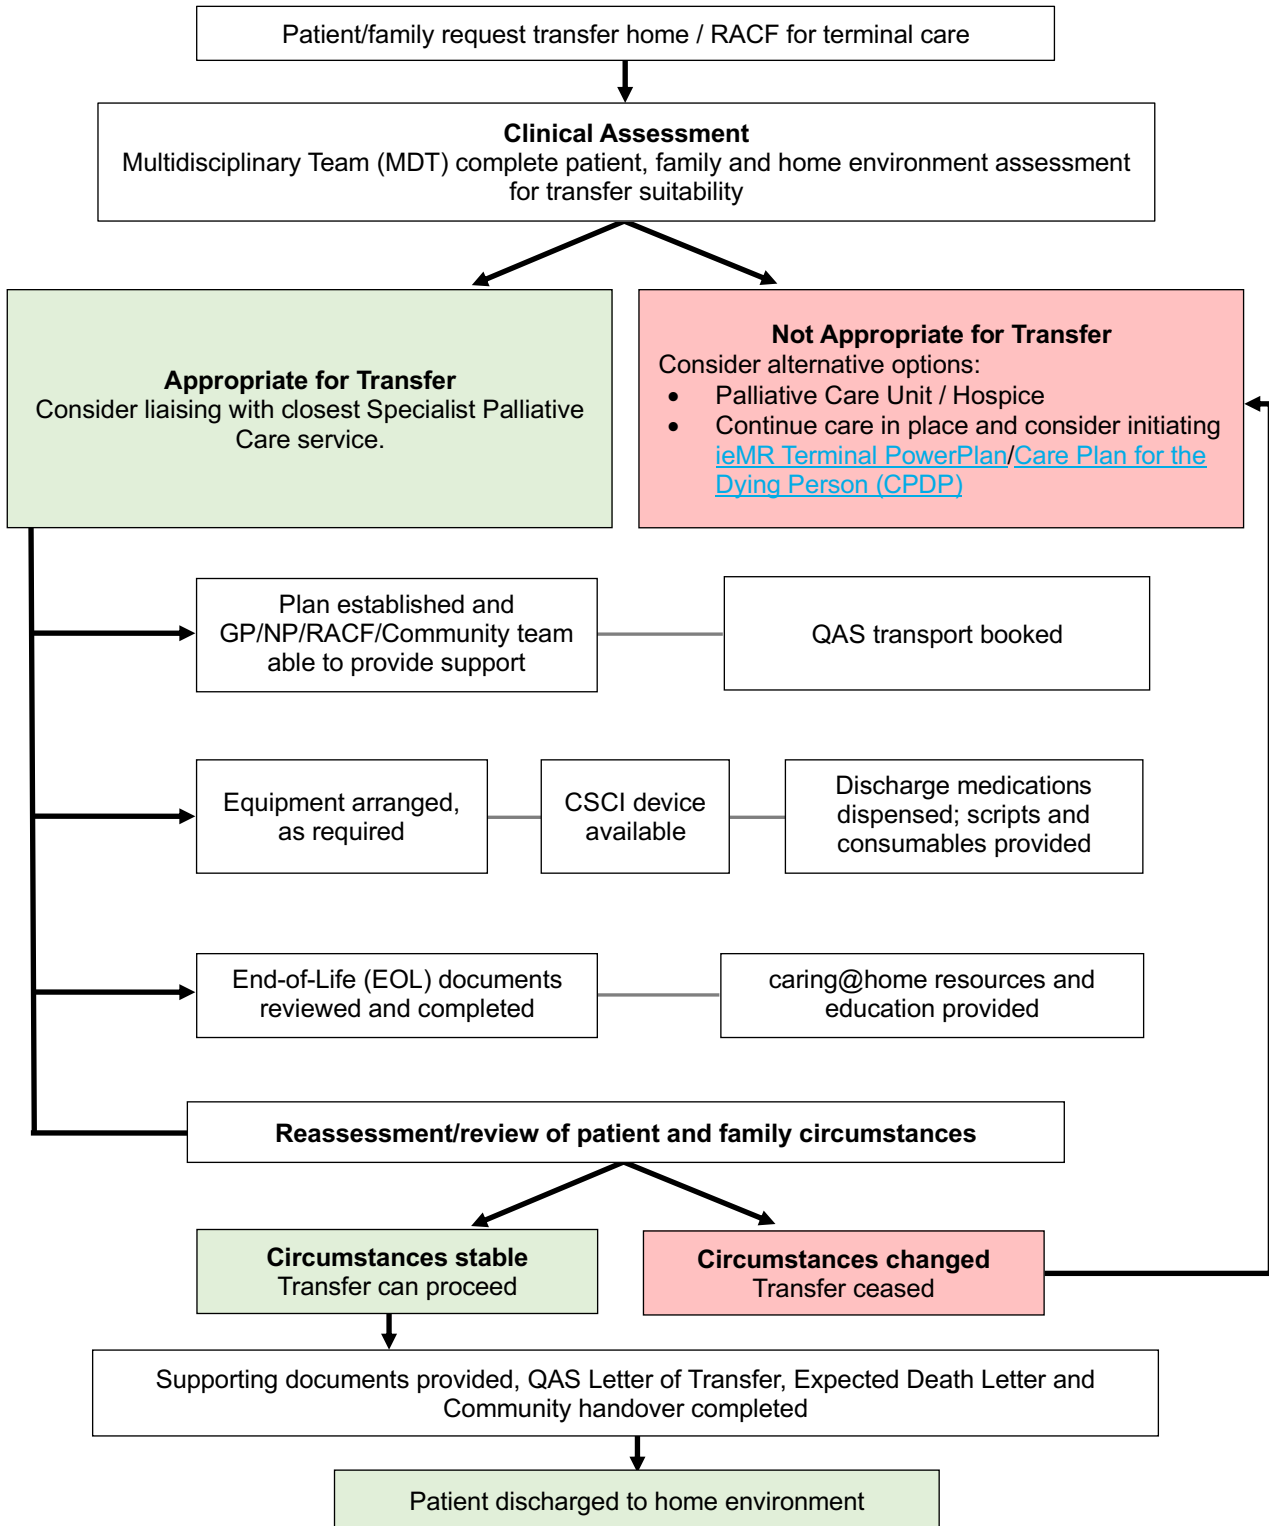 Patient/family request transfer home / RACF for terminal care
Clinical Assessment
Multidisciplinary Team (MDT) complete patient, family and home environment assessment
for transfer suitability
Appropriate for Transfer
Consider liaising with closest Specialist Palliative
Care service.
Not Appropriate for Transfer
Consider alternative options:
• Palliative Care Unit / Hospice
• Continue care in place and consider initiating
ieMR Terminal PowerPlan/Care Plan for the
Dying Person (CPDP)
Plan established and
GP/NP/RACF/Community team
able to provide support
QAS transport booked
Equipment arranged,
as required
CSCI device
available
Discharge medications
dispensed; scripts and
consumables provided
End-of-Life (EOL) documents
reviewed and completed
caring@home resources and
education provided
Reassessment/review of patient and family circumstances
Circumstances stable
Transfer can proceed
Circumstances changed
Transfer ceased
Supporting documents provided, QAS Letter of Transfer, Expected Death Letter and
Community handover completed
Patient discharged to home environment